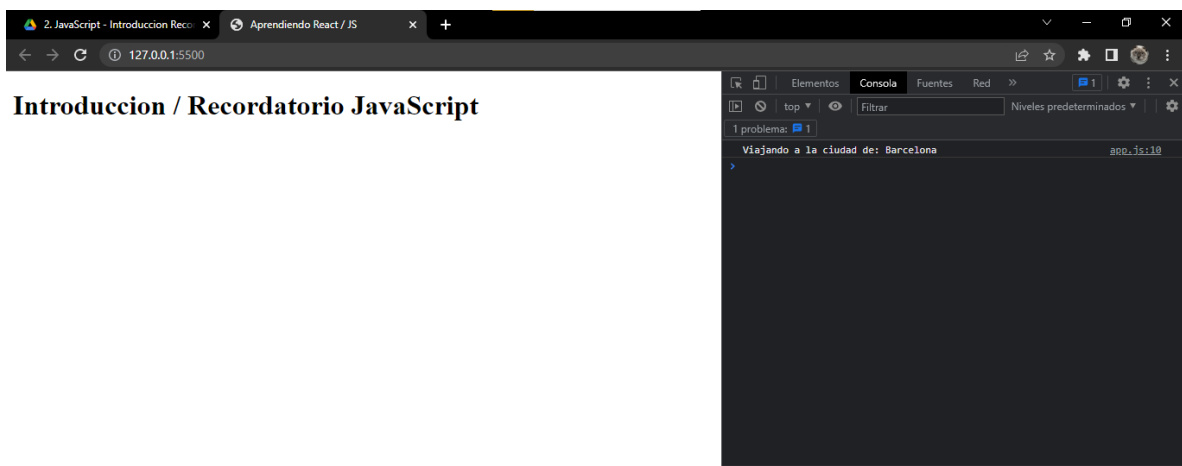 2. JavaScript - Introduccion Reco
Aprendiendo React / JS
127.0.0.1:5500
Introduccion / Recordatorio JavaScript
Elementos Consola Fuentes Red » 1
top ▼ Filtrar Niveles predeterminados ▼
1 problema: 1
Viajando a la ciudad de: Barcelona app.js:10
>